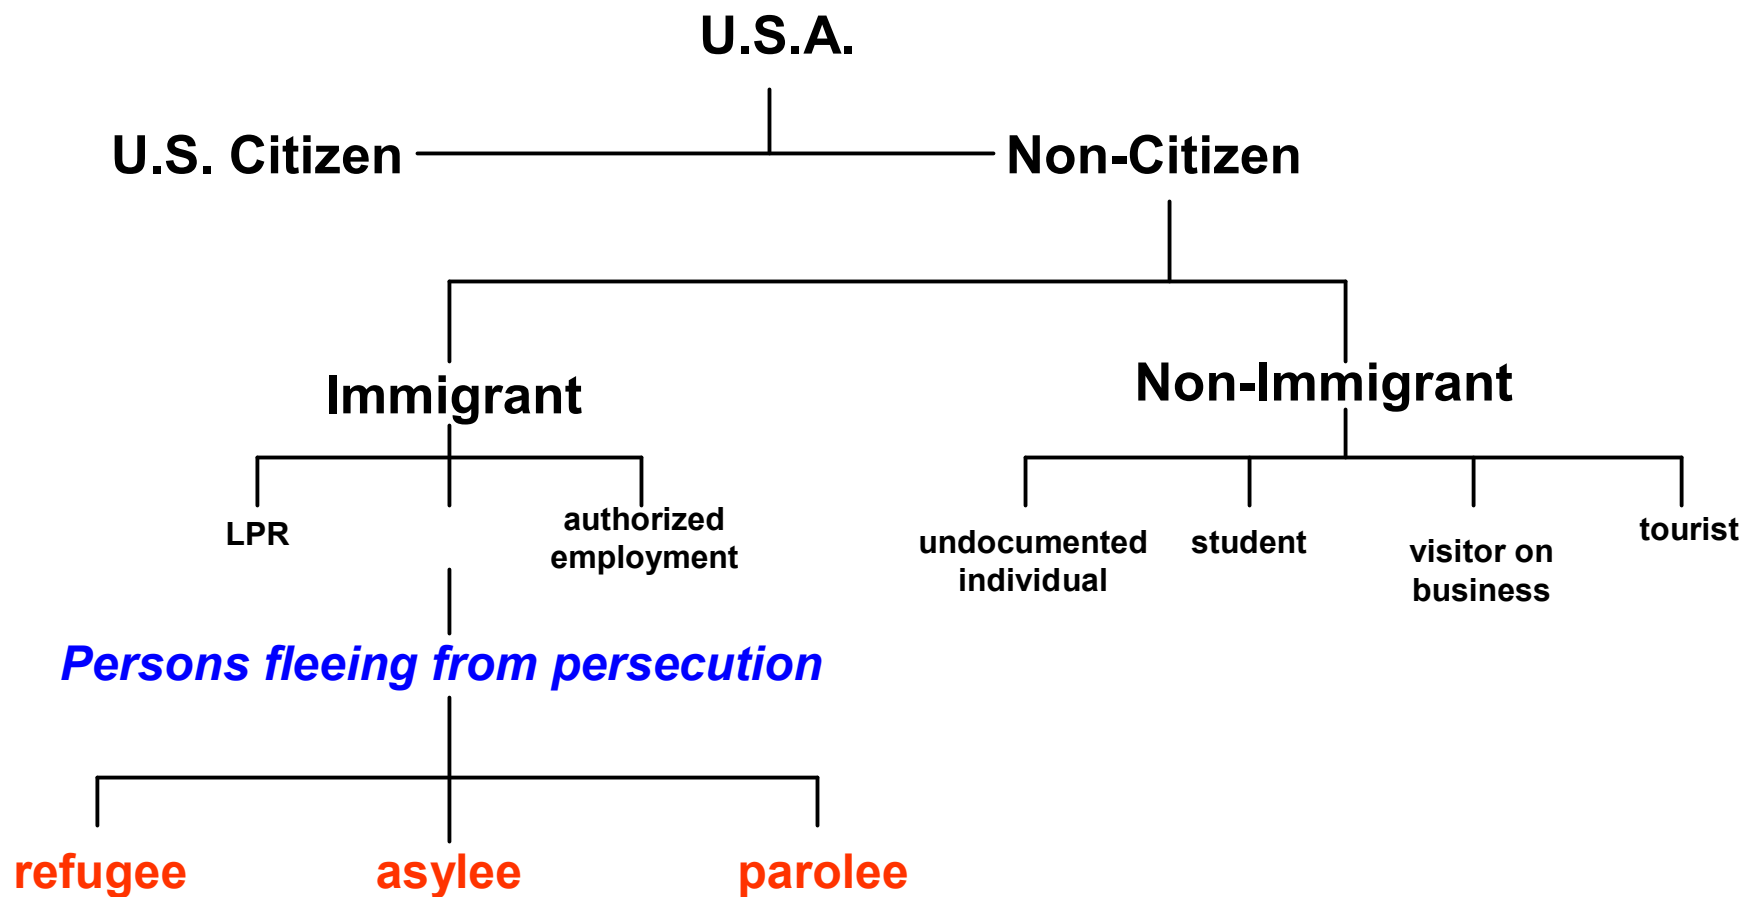 U.S.A.
U.S. Citizen
Non-Citizen
Immigrant
Non-Immigrant
LPR
authorized
employment
undocumented
individual
student
visitor on
business
tourist
Persons fleeing from persecution
refugee
asylee
parolee